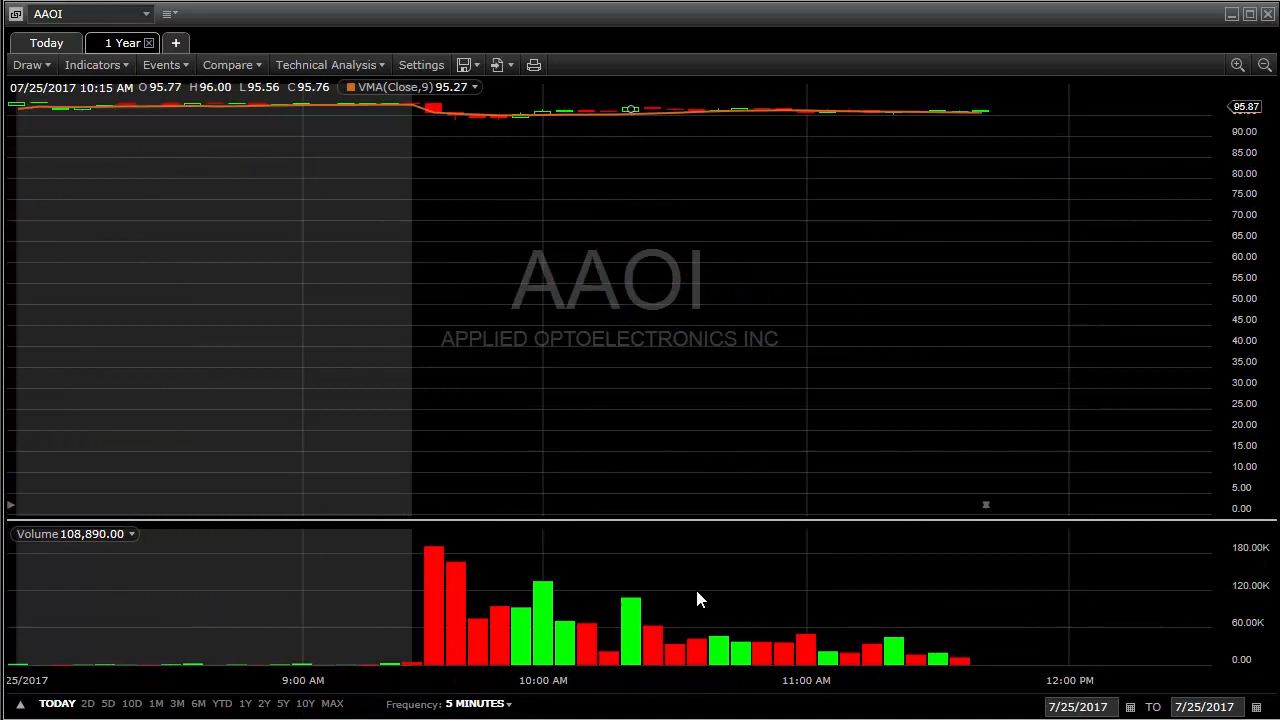 AAOI
Today 1 Year +
Draw Indicators Events Compare Technical Analysis Settings
07/25/2017 10:15 AM O 95.77 H 96.00 L 95.56 C 95.76 VMA(Close,9) 95.27
95.87
90.00
85.00
80.00
75.00
70.00
65.00
60.00
55.00
50.00
45.00
40.00
35.00
30.00
25.00
20.00
15.00
10.00
5.00
0.00
AAOI
APPLIED OPTOELECTRONICS INC
Volume 108,890.00
180.00K
120.00K
60.00K
0.00
25/2017 9:00 AM 10:00 AM 11:00 AM 12:00 PM
TODAY 2D 5D 10D 1M 3M 6M YTD 1Y 2Y 5Y 10Y MAX Frequency: 5 MINUTES 7/25/2017 TO 7/25/2017